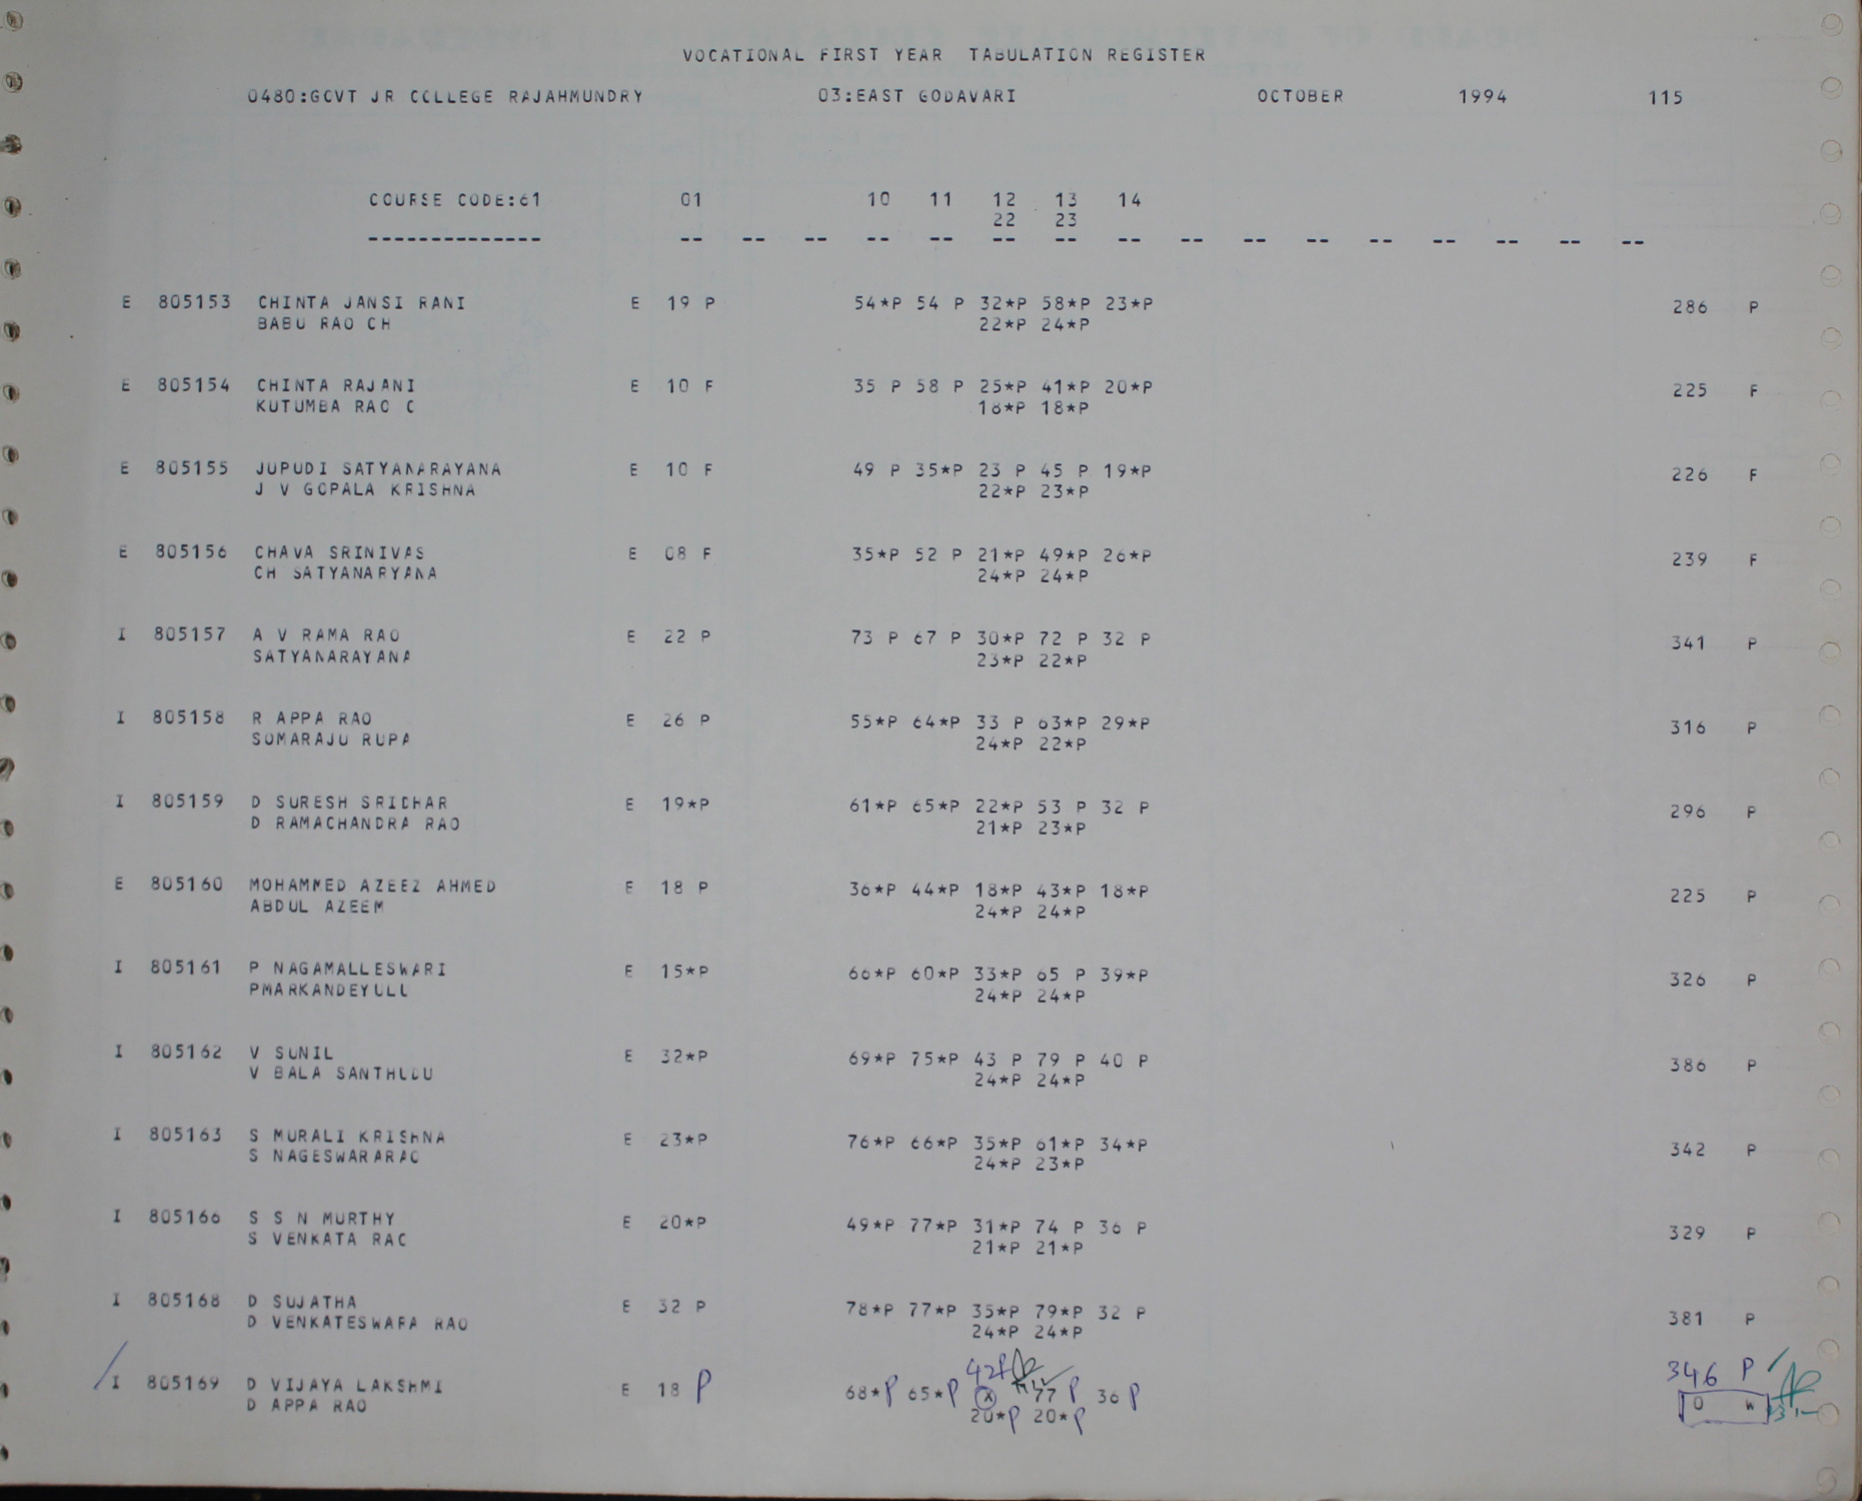 VOCATIONAL FIRST YEAR TABULATION REGISTER
0480:GOVT JR COLLEGE RAJAHMUNDRY 03:EAST GODAVARI OCTOBER 1994 115
COURSE CODE:61 01 10 11 12 13 14
22 23
-------------- -- -- -- -- -- -- -- -- -- -- -- -- -- -- -- --
E 805153 CHINTA JANSI RANI E 19 P 54*P 54 P 32*P 58*P 23*P 286 P
BABU RAO CH 22*P 24*P
E 805154 CHINTA RAJANI E 10 F 35 P 58 P 25*P 41*P 20*P 225 F
KUTUMBA RAO C 18*P 18*P
E 805155 JUPUDI SATYANARAYANA E 10 F 49 P 35*P 23 P 45 P 19*P 226 F
J V GOPALA KRISHNA 22*P 23*P
E 805156 CHAVA SRINIVAS E 08 F 35*P 52 P 21*P 49*P 26*P 239 F
CH SATYANARYANA 24*P 24*P
I 805157 A V RAMA RAO E 22 P 73 P 67 P 30*P 72 P 32 P 341 P
SATYANARAYANA 23*P 22*P
I 805158 R APPA RAO E 26 P 55*P 64*P 33 P 63*P 29*P 316 P
SOMARAJU RUPA 24*P 22*P
I 805159 D SURESH SRIDHAR E 19*P 61*P 65*P 22*P 53 P 32 P 296 P
D RAMACHANDRA RAO 21*P 23*P
E 805160 MOHAMMED AZEEZ AHMED E 18 P 36*P 44*P 18*P 43*P 18*P 225 P
ABDUL AZEEM 24*P 24*P
I 805161 P NAGAMALLESWARI E 15*P 66*P 60*P 33*P 65 P 39*P 326 P
PMARKANDEYULU 24*P 24*P
I 805162 V SUNIL E 32*P 69*P 75*P 43 P 79 P 40 P 386 P
V BALA SANTHUDU 24*P 24*P
I 805163 S MURALI KRISHNA E 23*P 76*P 66*P 35*P 61*P 34*P 342 P
S NAGESWARARAO 24*P 23*P
I 805166 S S N MURTHY E 20*P 49*P 77*P 31*P 74 P 36 P 329 P
S VENKATA RAO 21*P 21*P
I 805168 D SUJATHA E 32 P 78*P 77*P 35*P 79*P 32 P 381 P
D VENKATESWARA RAO 24*P 24*P
42P 346 P
I 805169 D VIJAYA LAKSHMI E 18 P 68*P 65*P X 77 P 36 P 0 W
D APPA RAO 20*P 20*P